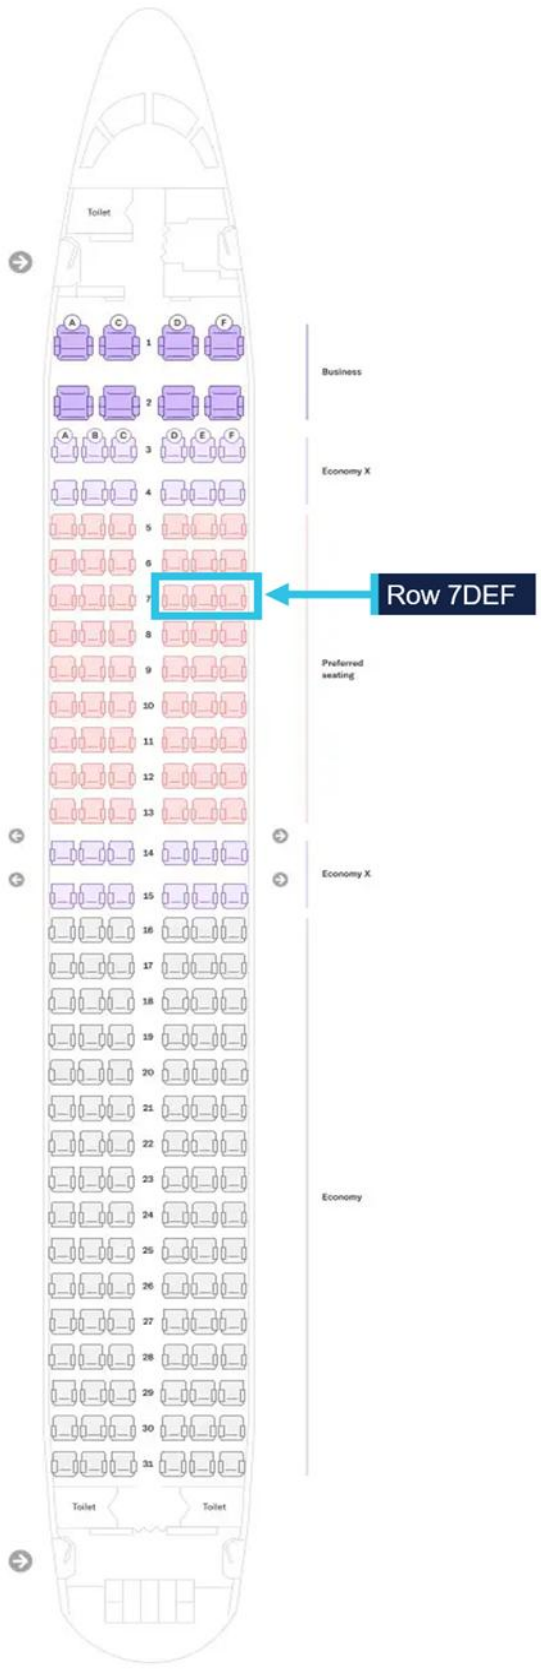 Toilet
A C D F
1
Business
2
A B C D E F
3
Economy X
4
5
6
7
Row 7DEF
8
Preferred
seating
9
10
11
12
13
14
Economy X
15
16
17
18
19
20
21
22
23
Economy
24
25
26
27
28
29
30
31
Toilet Toilet